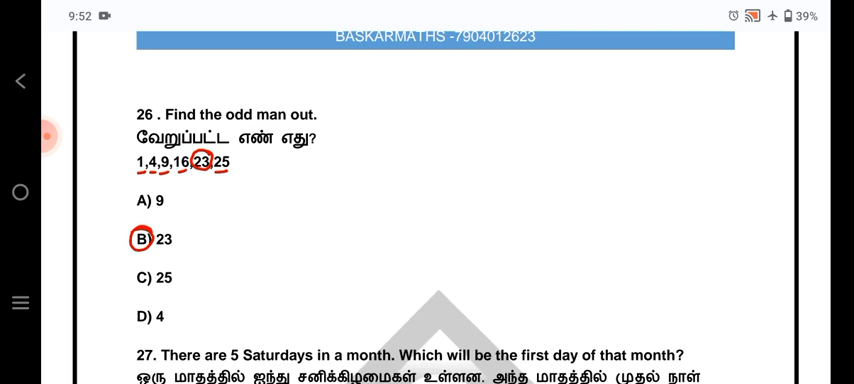 9:52
39%
BASKARMATHS -7904012623
26 . Find the odd man out.
வேறுப்பட்ட எண் எது?
1,4,9,16,23,25
A) 9
B) 23
C) 25
D) 4
27. There are 5 Saturdays in a month. Which will be the first day of that month?
ஒரு மாதத்தில் ஐந்து சனிக்கிழமைகள் உள்ளன. அந்த மாதத்தில் முதல் நாள்